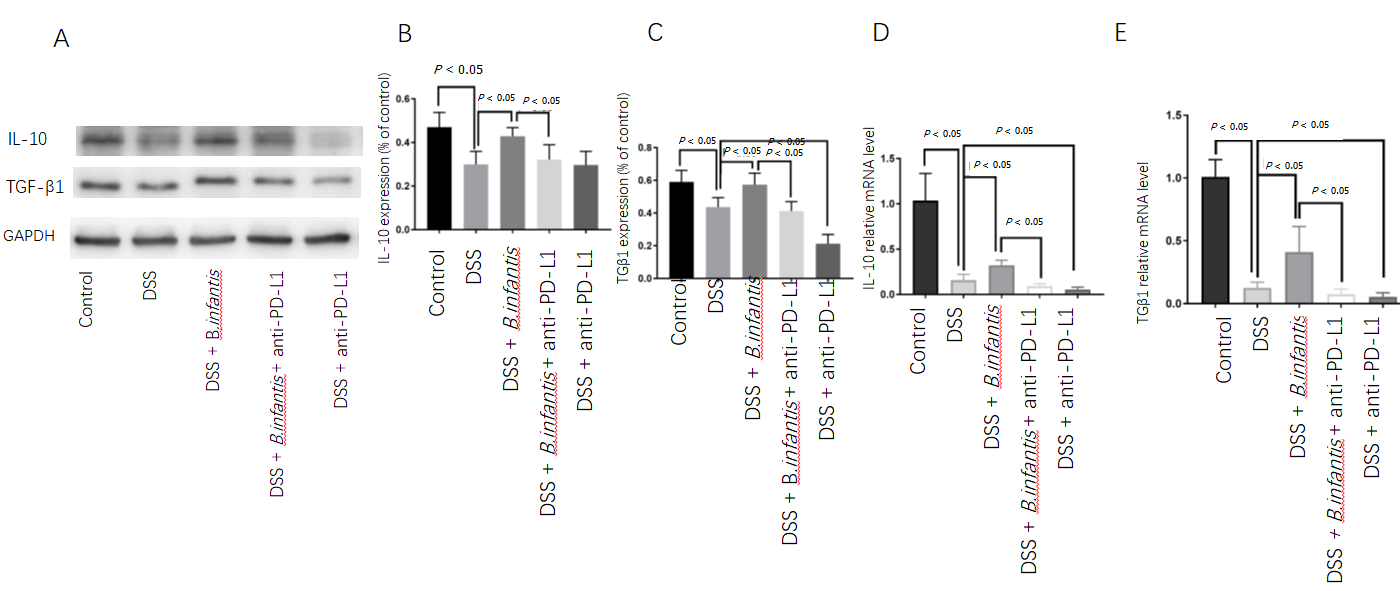 A
IL-10
TGF-β1
GAPDH
Control
DSS
DSS + B.infantis
DSS + B.infantis + anti-PD-L1
DSS + anti-PD-L1
B
IL-10 expression (% of control)
0.6
0.4
0.2
0.0
P < 0.05
P < 0.05
P < 0.05
Control
DSS
DSS + B.infantis
DSS + B.infantis + anti-PD-L1
DSS + anti-PD-L1
C
TGβ1 expression (% of control)
0.8
0.6
0.4
0.2
0.0
P < 0.05
P < 0.05
P < 0.05
P < 0.05
Control
DSS
DSS + B.infantis
DSS + B.infantis + anti-PD-L1
DSS + anti-PD-L1
D
IL-10 relative mRNA level
1.5
1.0
0.5
0.0
P < 0.05
P < 0.05
P < 0.05
P < 0.05
Control
DSS
DSS + B.infantis
DSS + B.infantis + anti-PD-L1
DSS + anti-PD-L1
E
TGβ1 relative mRNA level
1.5
1.0
0.5
0.0
P < 0.05
P < 0.05
P < 0.05
P < 0.05
Control
DSS
DSS + B.infantis
DSS + B.infantis + anti-PD-L1
DSS + anti-PD-L1